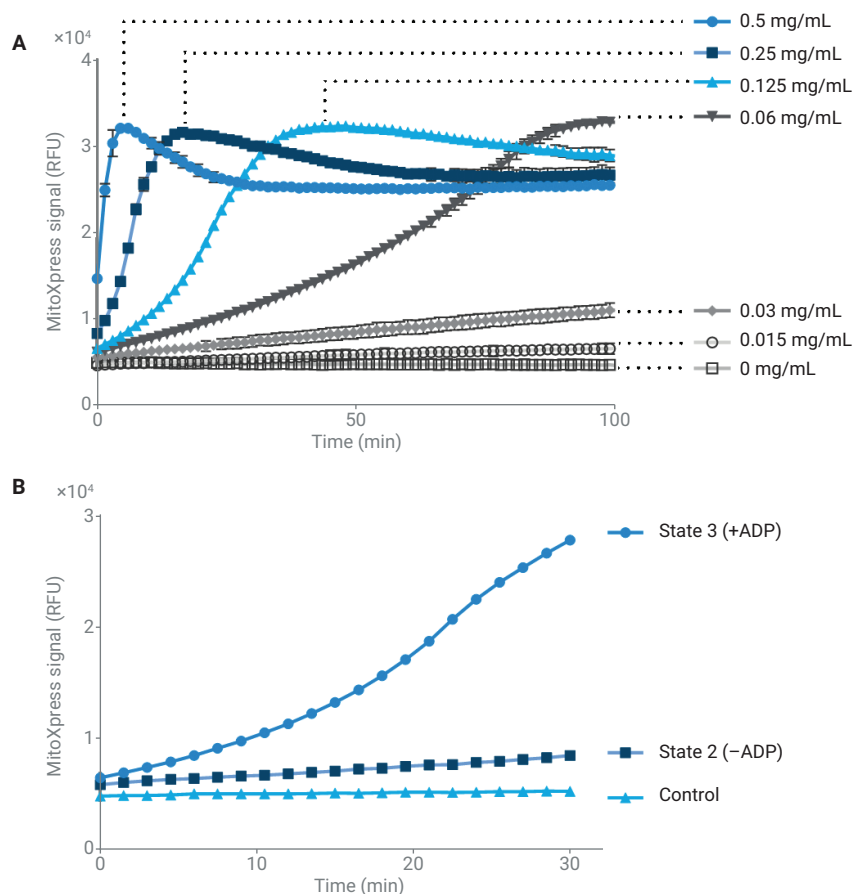 A
×10⁴
4
3
2
1
0
0
50
100
MitoXpress signal (RFU)
Time (min)
0.5 mg/mL
0.25 mg/mL
0.125 mg/mL
0.06 mg/mL
0.03 mg/mL
0.015 mg/mL
0 mg/mL
B
×10⁴
3
2
1
0
0
10
20
30
MitoXpress signal (RFU)
Time (min)
State 3 (+ADP)
State 2 (−ADP)
Control